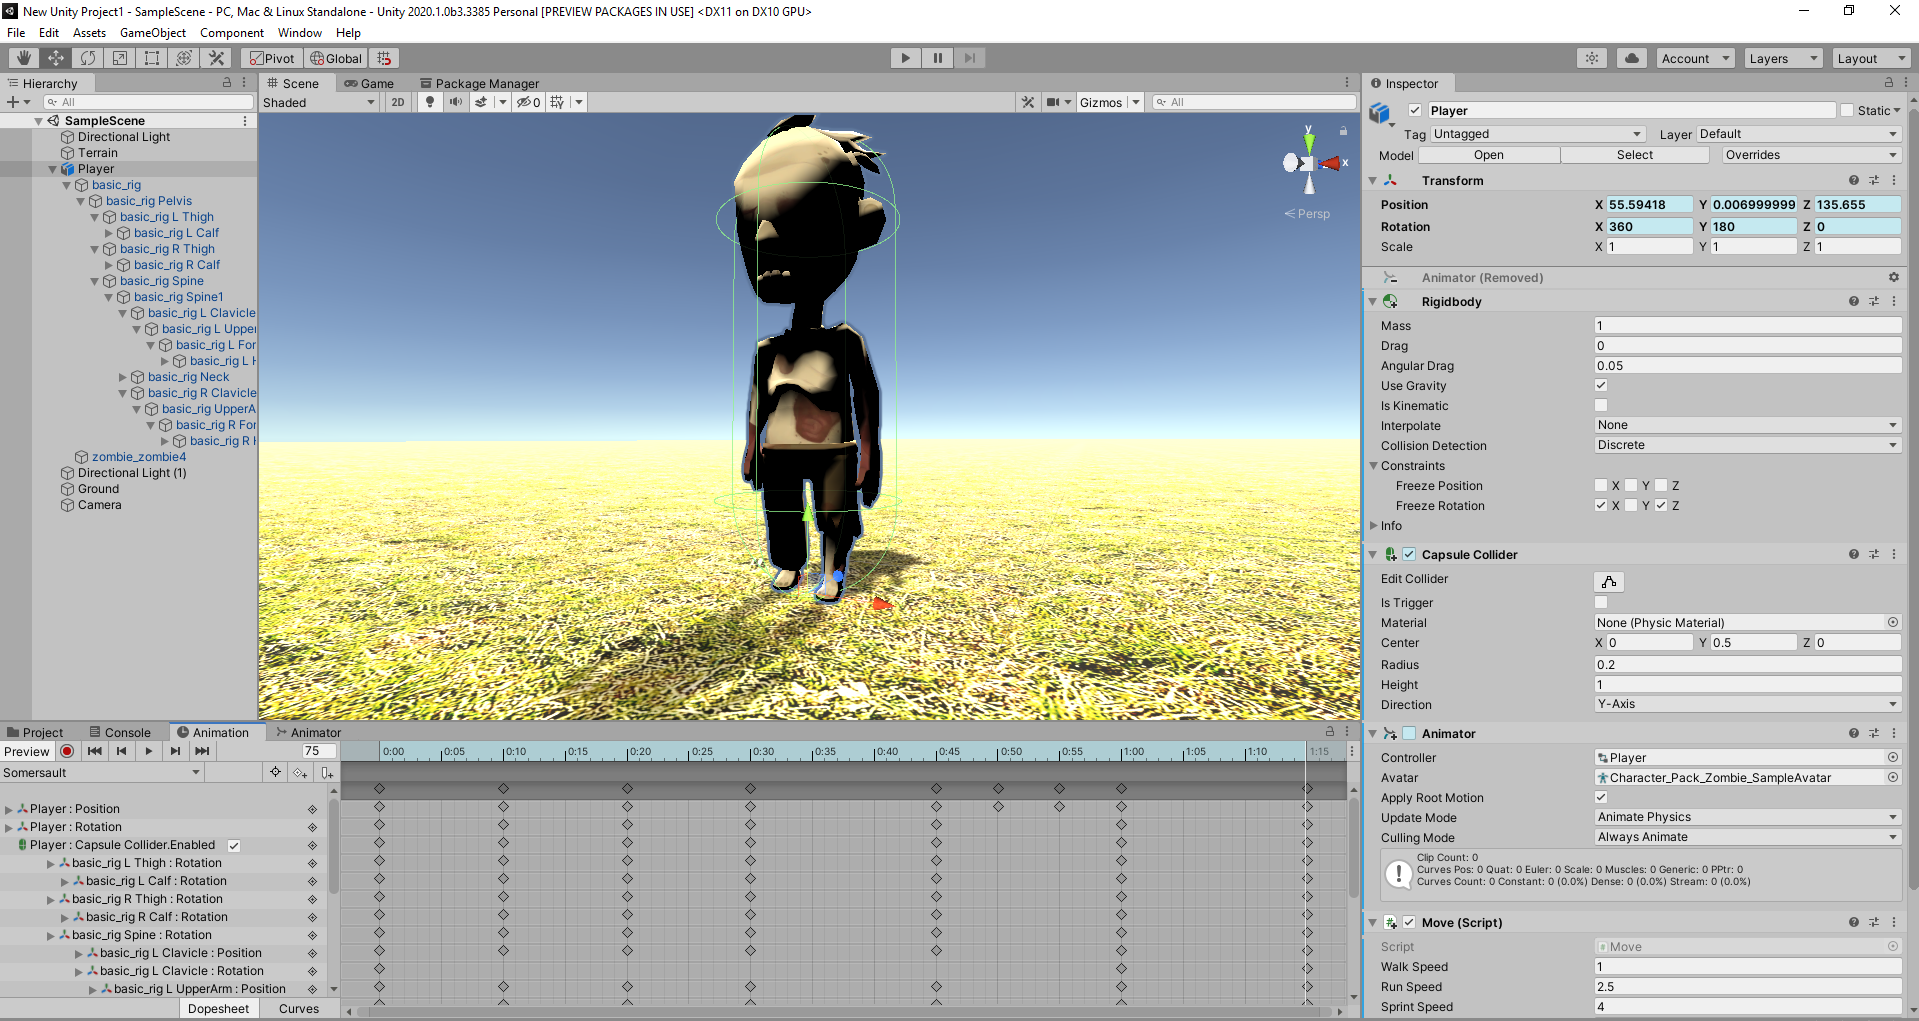 New Unity Project1 - SampleScene - PC, Mac & Linux Standalone - Unity 2020.1.0b3.3385 Personal [PREVIEW PACKAGES IN USE] <DX11 on DX10 GPU>
File Edit Assets GameObject Component Window Help
Pivot Global Account Layers Layout
Hierarchy
All
SampleScene
Directional Light
Terrain
Player
basic_rig
basic_rig Pelvis
basic_rig L Thigh
basic_rig L Calf
basic_rig R Thigh
basic_rig R Calf
basic_rig Spine
basic_rig Spine1
basic_rig L Clavicle
basic_rig L Upper
basic_rig L For
basic_rig L H
basic_rig Neck
basic_rig R Clavicle
basic_rig UpperA
basic_rig R For
basic_rig R H
zombie_zombie4
Directional Light (1)
Ground
Camera
Scene Game Package Manager
Shaded 2D 0 Gizmos All
y
x
Persp
Project Console Animation Animator
Preview 75 0:00 0:05 0:10 0:15 0:20 0:25 0:30 0:35 0:40 0:45 0:50 0:55 1:00 1:05 1:10 1:15
Somersault
Player : Position
Player : Rotation
Player : Capsule Collider.Enabled
basic_rig L Thigh : Rotation
basic_rig L Calf : Rotation
basic_rig R Thigh : Rotation
basic_rig R Calf : Rotation
basic_rig Spine : Rotation
basic_rig L Clavicle : Position
basic_rig L Clavicle : Rotation
basic_rig L UpperArm : Position
Dopesheet Curves
Inspector
Player Static
Tag Untagged Layer Default
Model Open Select Overrides
Transform
Position X 55.59418 Y 0.006999999 Z 135.655
Rotation X 360 Y 180 Z 0
Scale X 1 Y 1 Z 1
Animator (Removed)
Rigidbody
Mass 1
Drag 0
Angular Drag 0.05
Use Gravity
Is Kinematic
Interpolate None
Collision Detection Discrete
Constraints
Freeze Position X Y Z
Freeze Rotation X Y Z
Info
Capsule Collider
Edit Collider
Is Trigger
Material None (Physic Material)
Center X 0 Y 0.5 Z 0
Radius 0.2
Height 1
Direction Y-Axis
Animator
Controller Player
Avatar Character_Pack_Zombie_SampleAvatar
Apply Root Motion
Update Mode Animate Physics
Culling Mode Always Animate
Clip Count: 0
Curves Pos: 0 Quat: 0 Euler: 0 Scale: 0 Muscles: 0 Generic: 0 PPtr: 0
Curves Count: 0 Constant: 0 (0.0%) Dense: 0 (0.0%) Stream: 0 (0.0%)
Move (Script)
Script Move
Walk Speed 1
Run Speed 2.5
Sprint Speed 4